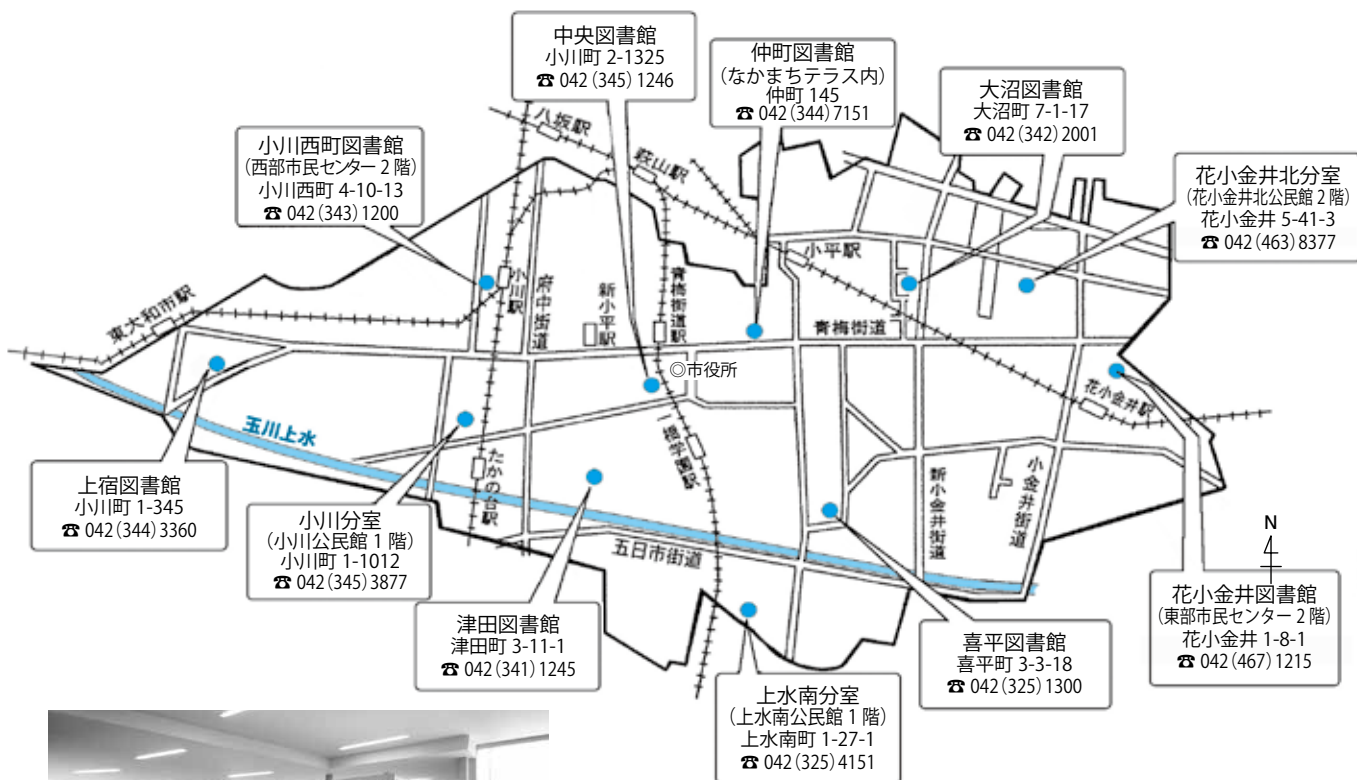 中央図書館
小川町 2-1325
☎ 042(345)1246
仲町図書館
(なかまちテラス内)
仲町 145
☎ 042(344)7151
大沼図書館
大沼町 7-1-17
☎ 042(342)2001
小川西町図書館
(西部市民センター 2 階)
小川西町 4-10-13
☎ 042(343)1200
花小金井北分室
(花小金井北公民館 2 階)
花小金井 5-41-3
☎ 042(463)8377
八坂駅
萩山駅
小平駅
東大和市駅
小川駅
府中街道
新小平駅
青梅街道駅
青梅街道
◎市役所
花小金井駅
玉川上水
たかの台駅
一橋学園駅
新小金井街道
小金井街道
五日市街道
N
上宿図書館
小川町 1-345
☎ 042(344)3360
小川分室
(小川公民館 1 階)
小川町 1-1012
☎ 042(345)3877
津田図書館
津田町 3-11-1
☎ 042(341)1245
上水南分室
(上水南公民館 1 階)
上水南町 1-27-1
☎ 042(325)4151
喜平図書館
喜平町 3-3-18
☎ 042(325)1300
花小金井図書館
(東部市民センター 2 階)
花小金井 1-8-1
☎ 042(467)1215